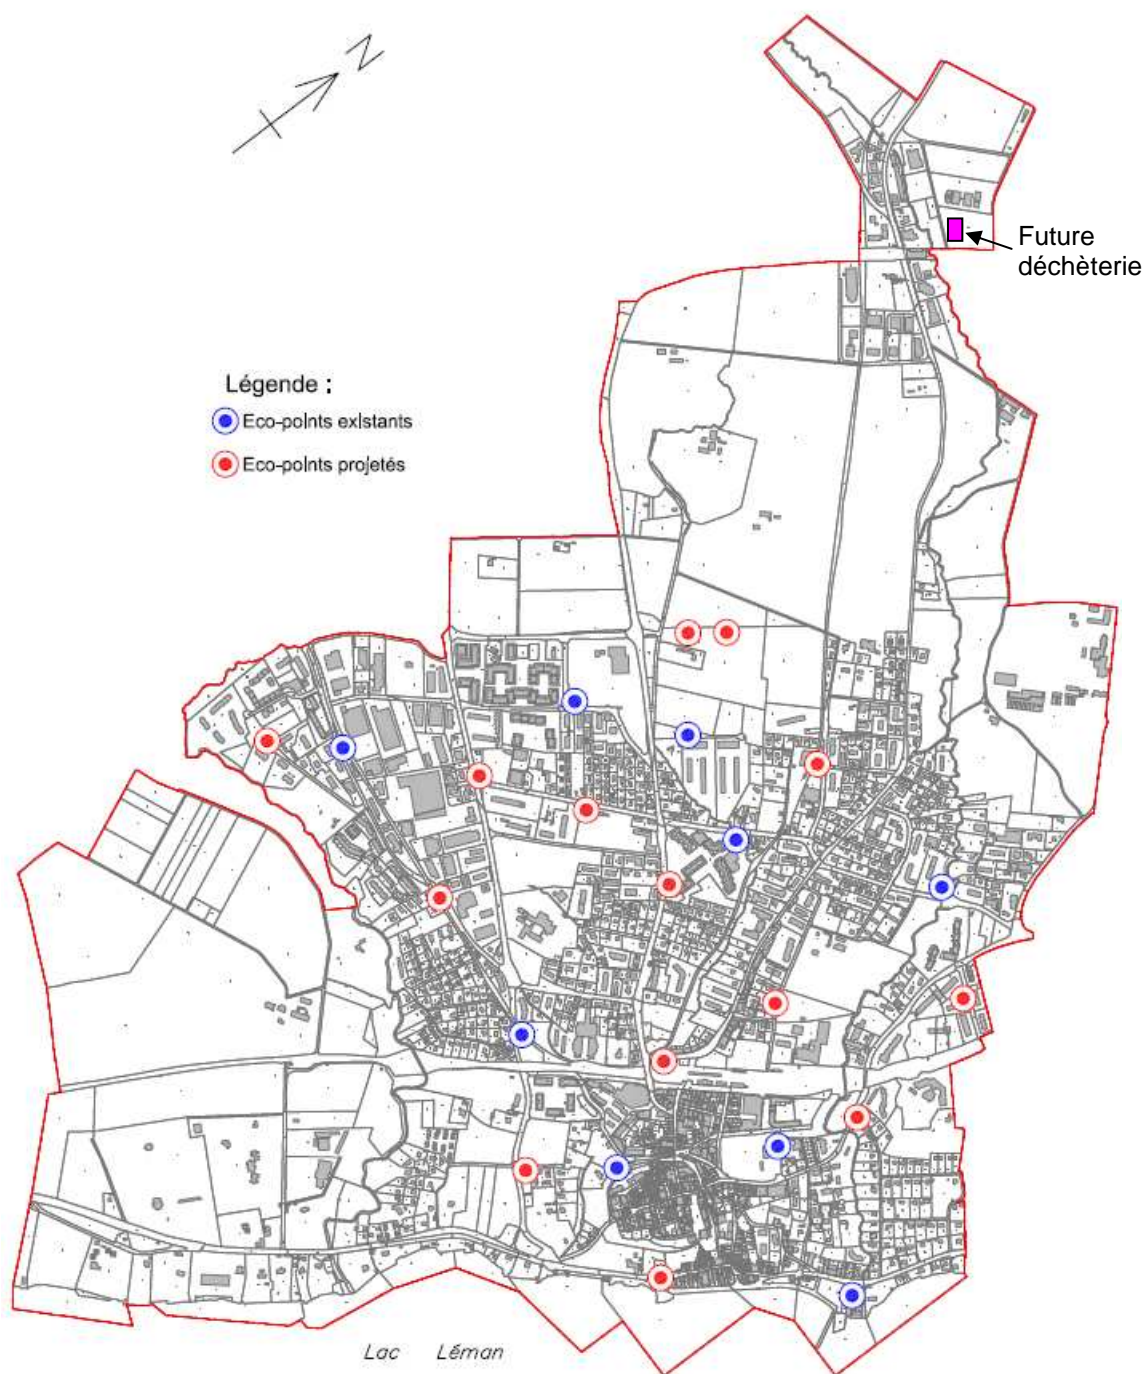 N
Future
déchèterie
Légende :
Eco-points existants
Eco-points projetés
Lac Léman